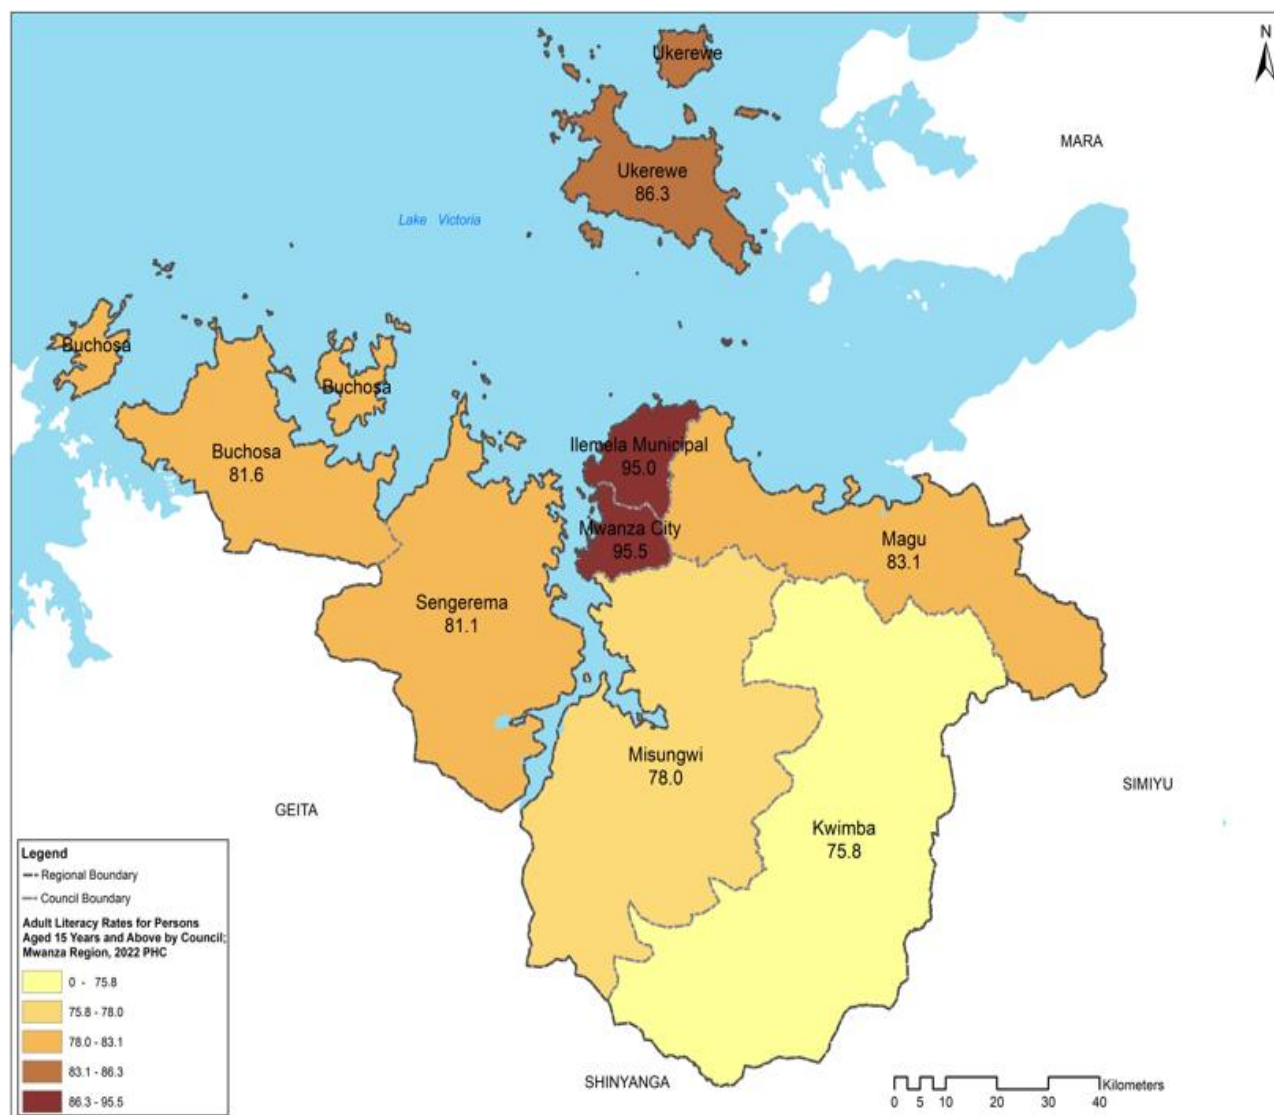 N
Ukerewe
MARA
Ukerewe
86.3
Lake Victoria
Buchosa
Buchosa
Buchosa
81.6
Ilemela Municipal
95.0
Mwanza City
95.5
Magu
83.1
Sengerema
81.1
Misungwi
78.0
SIMIYU
GEITA
Kwimba
75.8
Legend
Regional Boundary
Council Boundary
Adult Literacy Rates for Persons
Aged 15 Years and Above by Council;
Mwanza Region, 2022 PHC
0 - 75.8
75.8 - 78.0
78.0 - 83.1
83.1 - 86.3
86.3 - 95.5
SHINYANGA
Kilometers
0 5 10 20 30 40